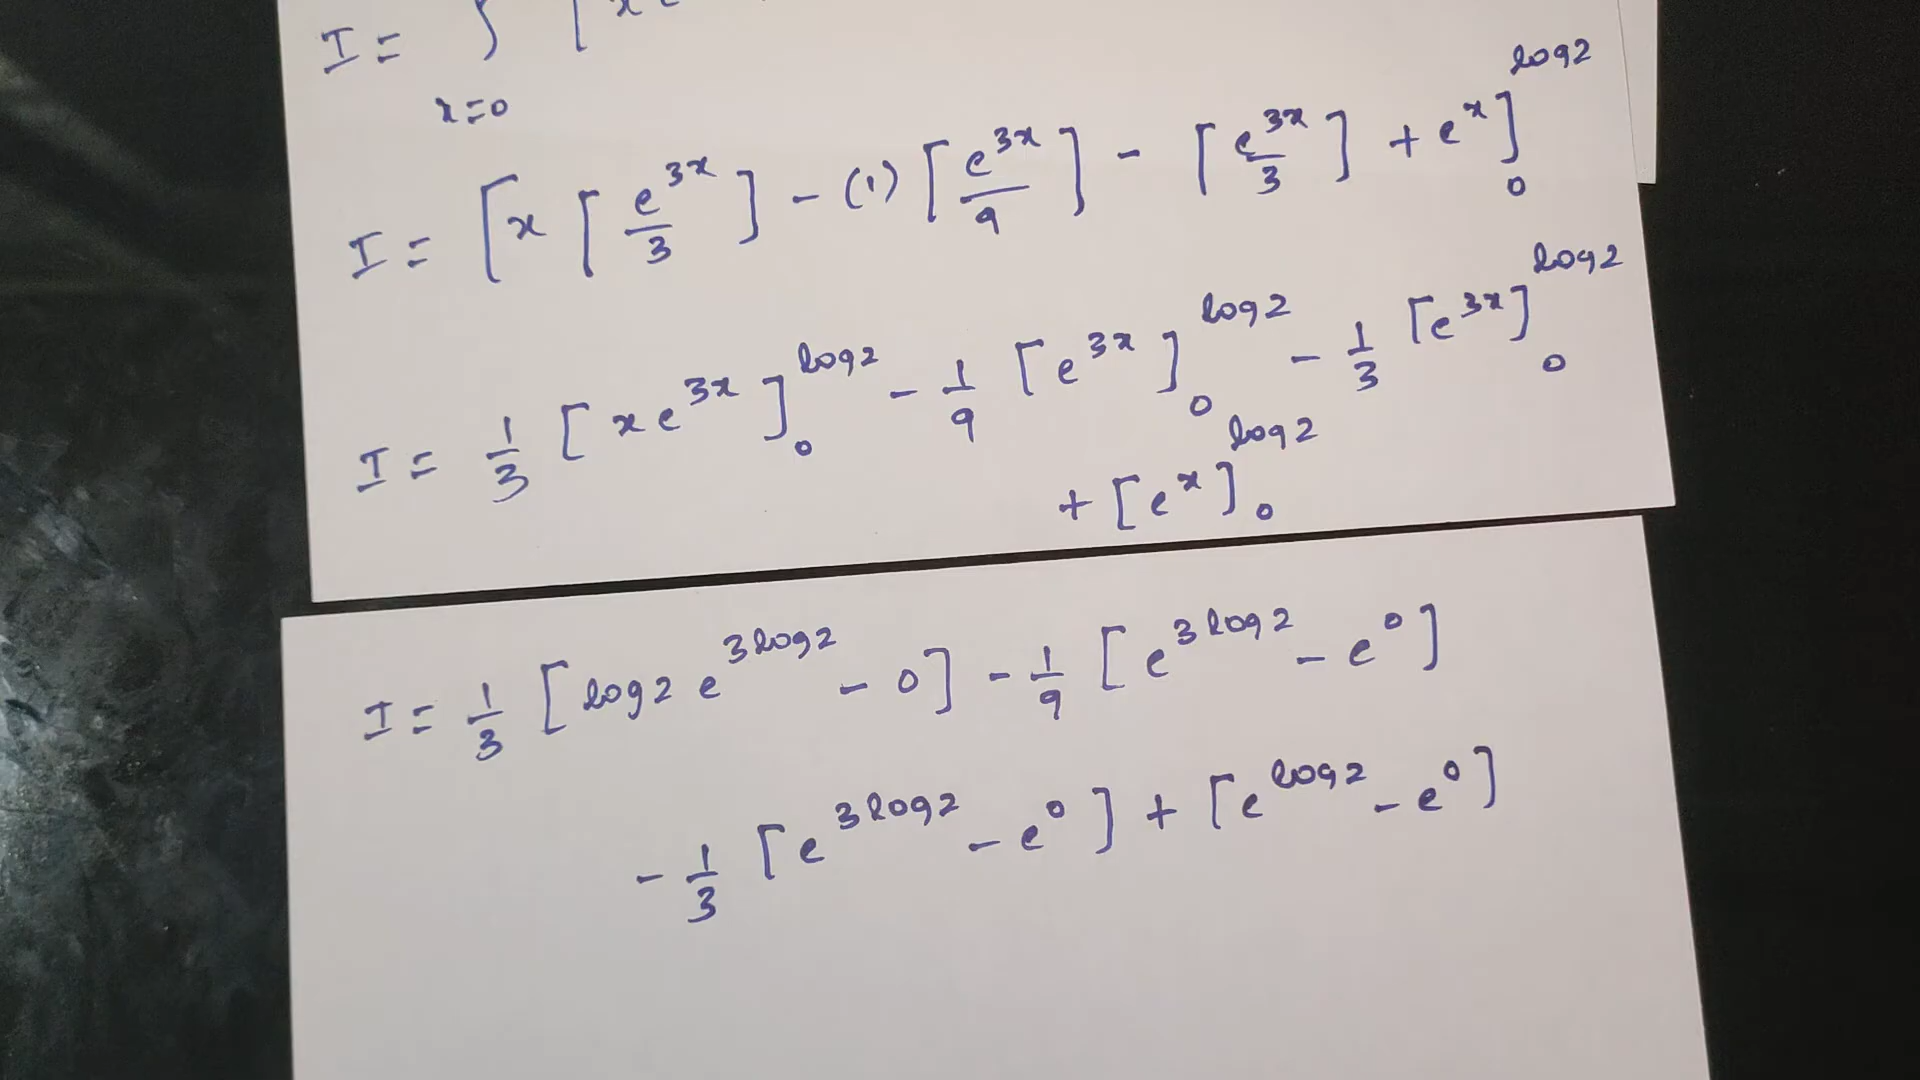 I = ∫ [x e
x=0
I = [x [e^{3x}/3] - (1) [e^{3x}/9] - [e^{3x}/3] + e^x]_0^{log2}
I = 1/3 [x e^{3x}]_0^{log2} - 1/9 [e^{3x}]_0^{log2} - 1/3 [e^{3x}]_0^{log2}
+ [e^x]_0^{log2}
I = 1/3 [log2 e^{3log2} - 0] - 1/9 [e^{3log2} - e^0]
- 1/3 [e^{3log2} - e^0] + [e^{log2} - e^0]